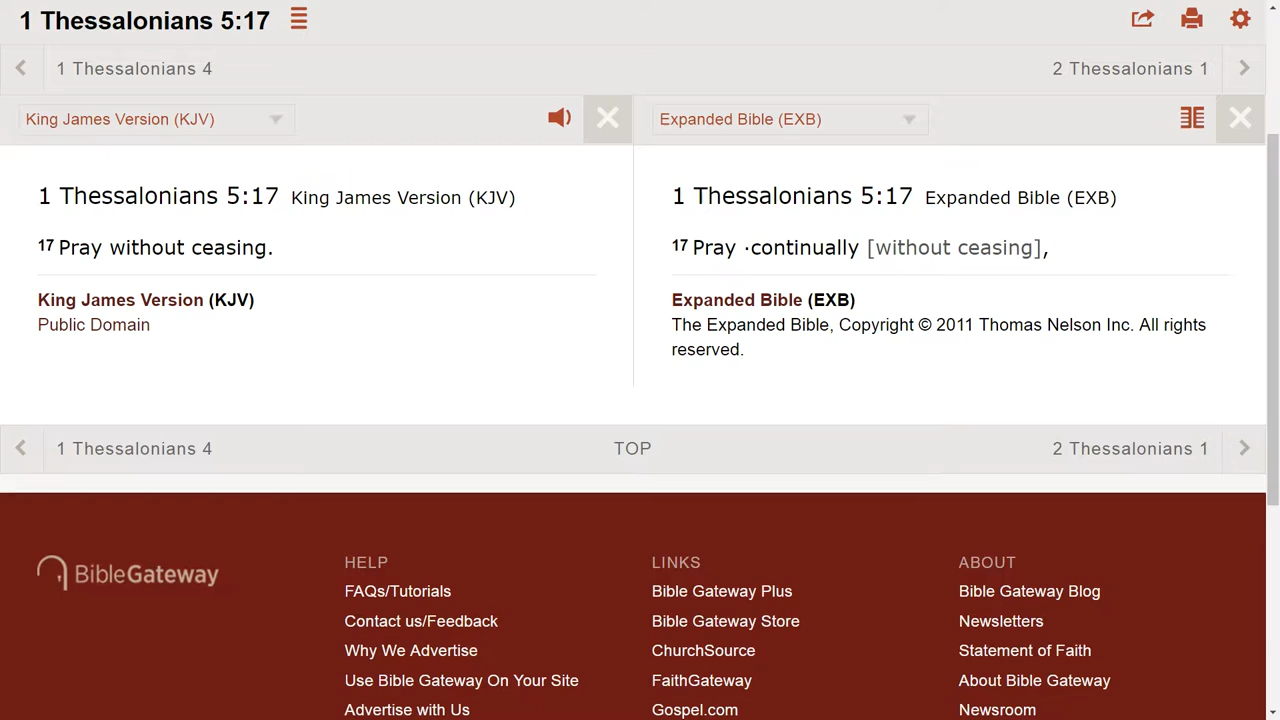 1 Thessalonians 5:17
1 Thessalonians 4
2 Thessalonians 1
King James Version (KJV)
Expanded Bible (EXB)
1 Thessalonians 5:17 King James Version (KJV)
17 Pray without ceasing.
King James Version (KJV)
Public Domain
1 Thessalonians 5:17 Expanded Bible (EXB)
17 Pray ·continually [without ceasing],
Expanded Bible (EXB)
The Expanded Bible, Copyright © 2011 Thomas Nelson Inc. All rights
reserved.
1 Thessalonians 4
TOP
2 Thessalonians 1
BibleGateway
HELP
FAQs/Tutorials
Contact us/Feedback
Why We Advertise
Use Bible Gateway On Your Site
Advertise with Us
LINKS
Bible Gateway Plus
Bible Gateway Store
ChurchSource
FaithGateway
Gospel.com
ABOUT
Bible Gateway Blog
Newsletters
Statement of Faith
About Bible Gateway
Newsroom